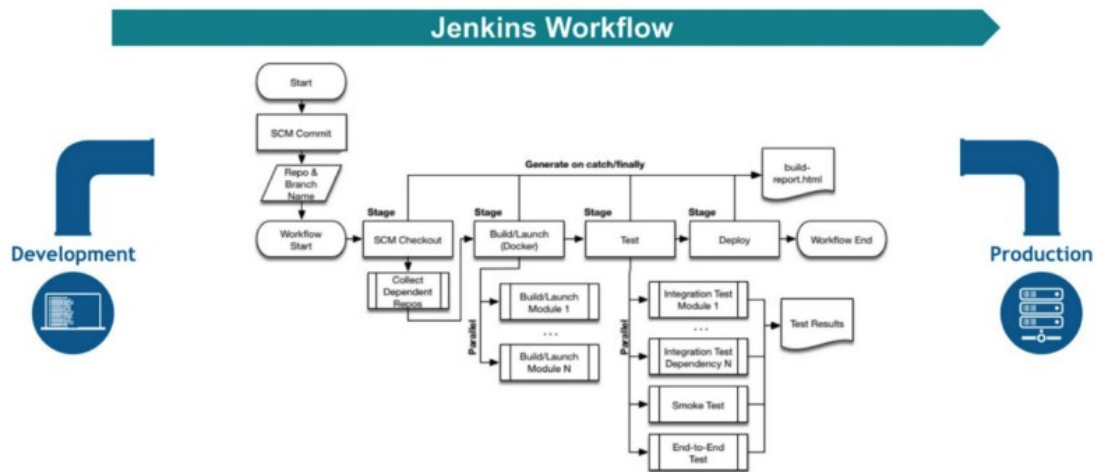 Jenkins Workflow
Start
SCM Commit
Repo &
Branch
Name
Generate on catch/finally
build-
report.html
Stage
Stage
Stage
Stage
Workflow
Start
SCM Checkout
Build/Launch
(Docker)
Test
Deploy
Workflow End
Development
Production
Collect
Dependent
Repos
Parallel
Build/Launch
Module 1
...
Build/Launch
Module N
Parallel
Integration Test
Module 1
...
Integration Test
Dependency N
Smoke Test
End-to-End
Test
Test Results